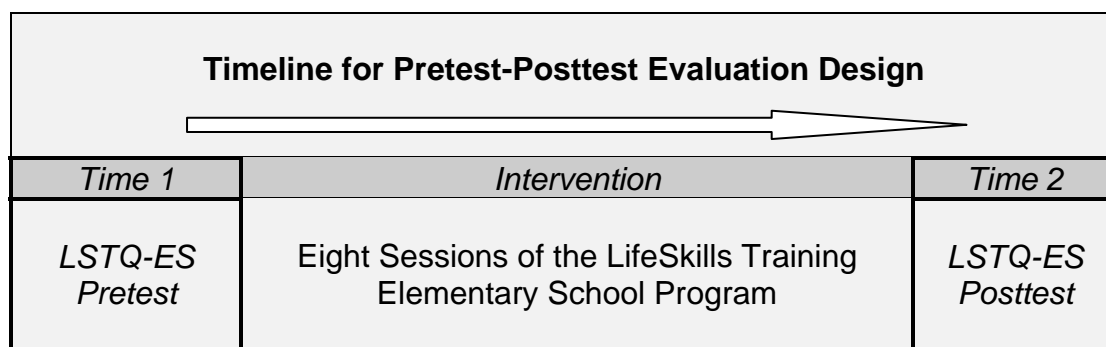 Timeline for Pretest-Posttest Evaluation Design
Time 1
Intervention
Time 2
LSTQ-ES
Pretest
Eight Sessions of the LifeSkills Training
Elementary School Program
LSTQ-ES
Posttest